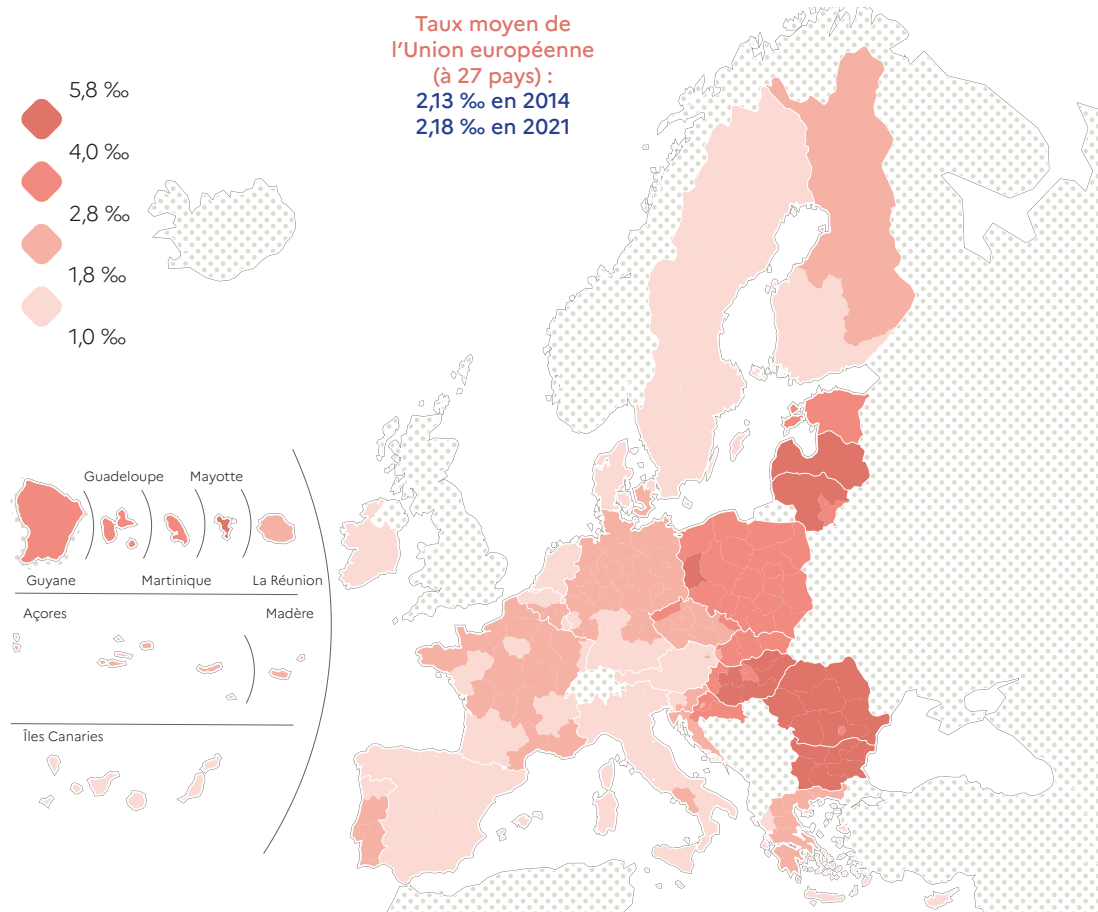 Taux moyen de
l'Union européenne
(à 27 pays) :
2,13 ‰ en 2014
2,18 ‰ en 2021
5,8 ‰
4,0 ‰
2,8 ‰
1,8 ‰
1,0 ‰
Guadeloupe
Mayotte
Guyane
Martinique
La Réunion
Açores
Madère
Îles Canaries